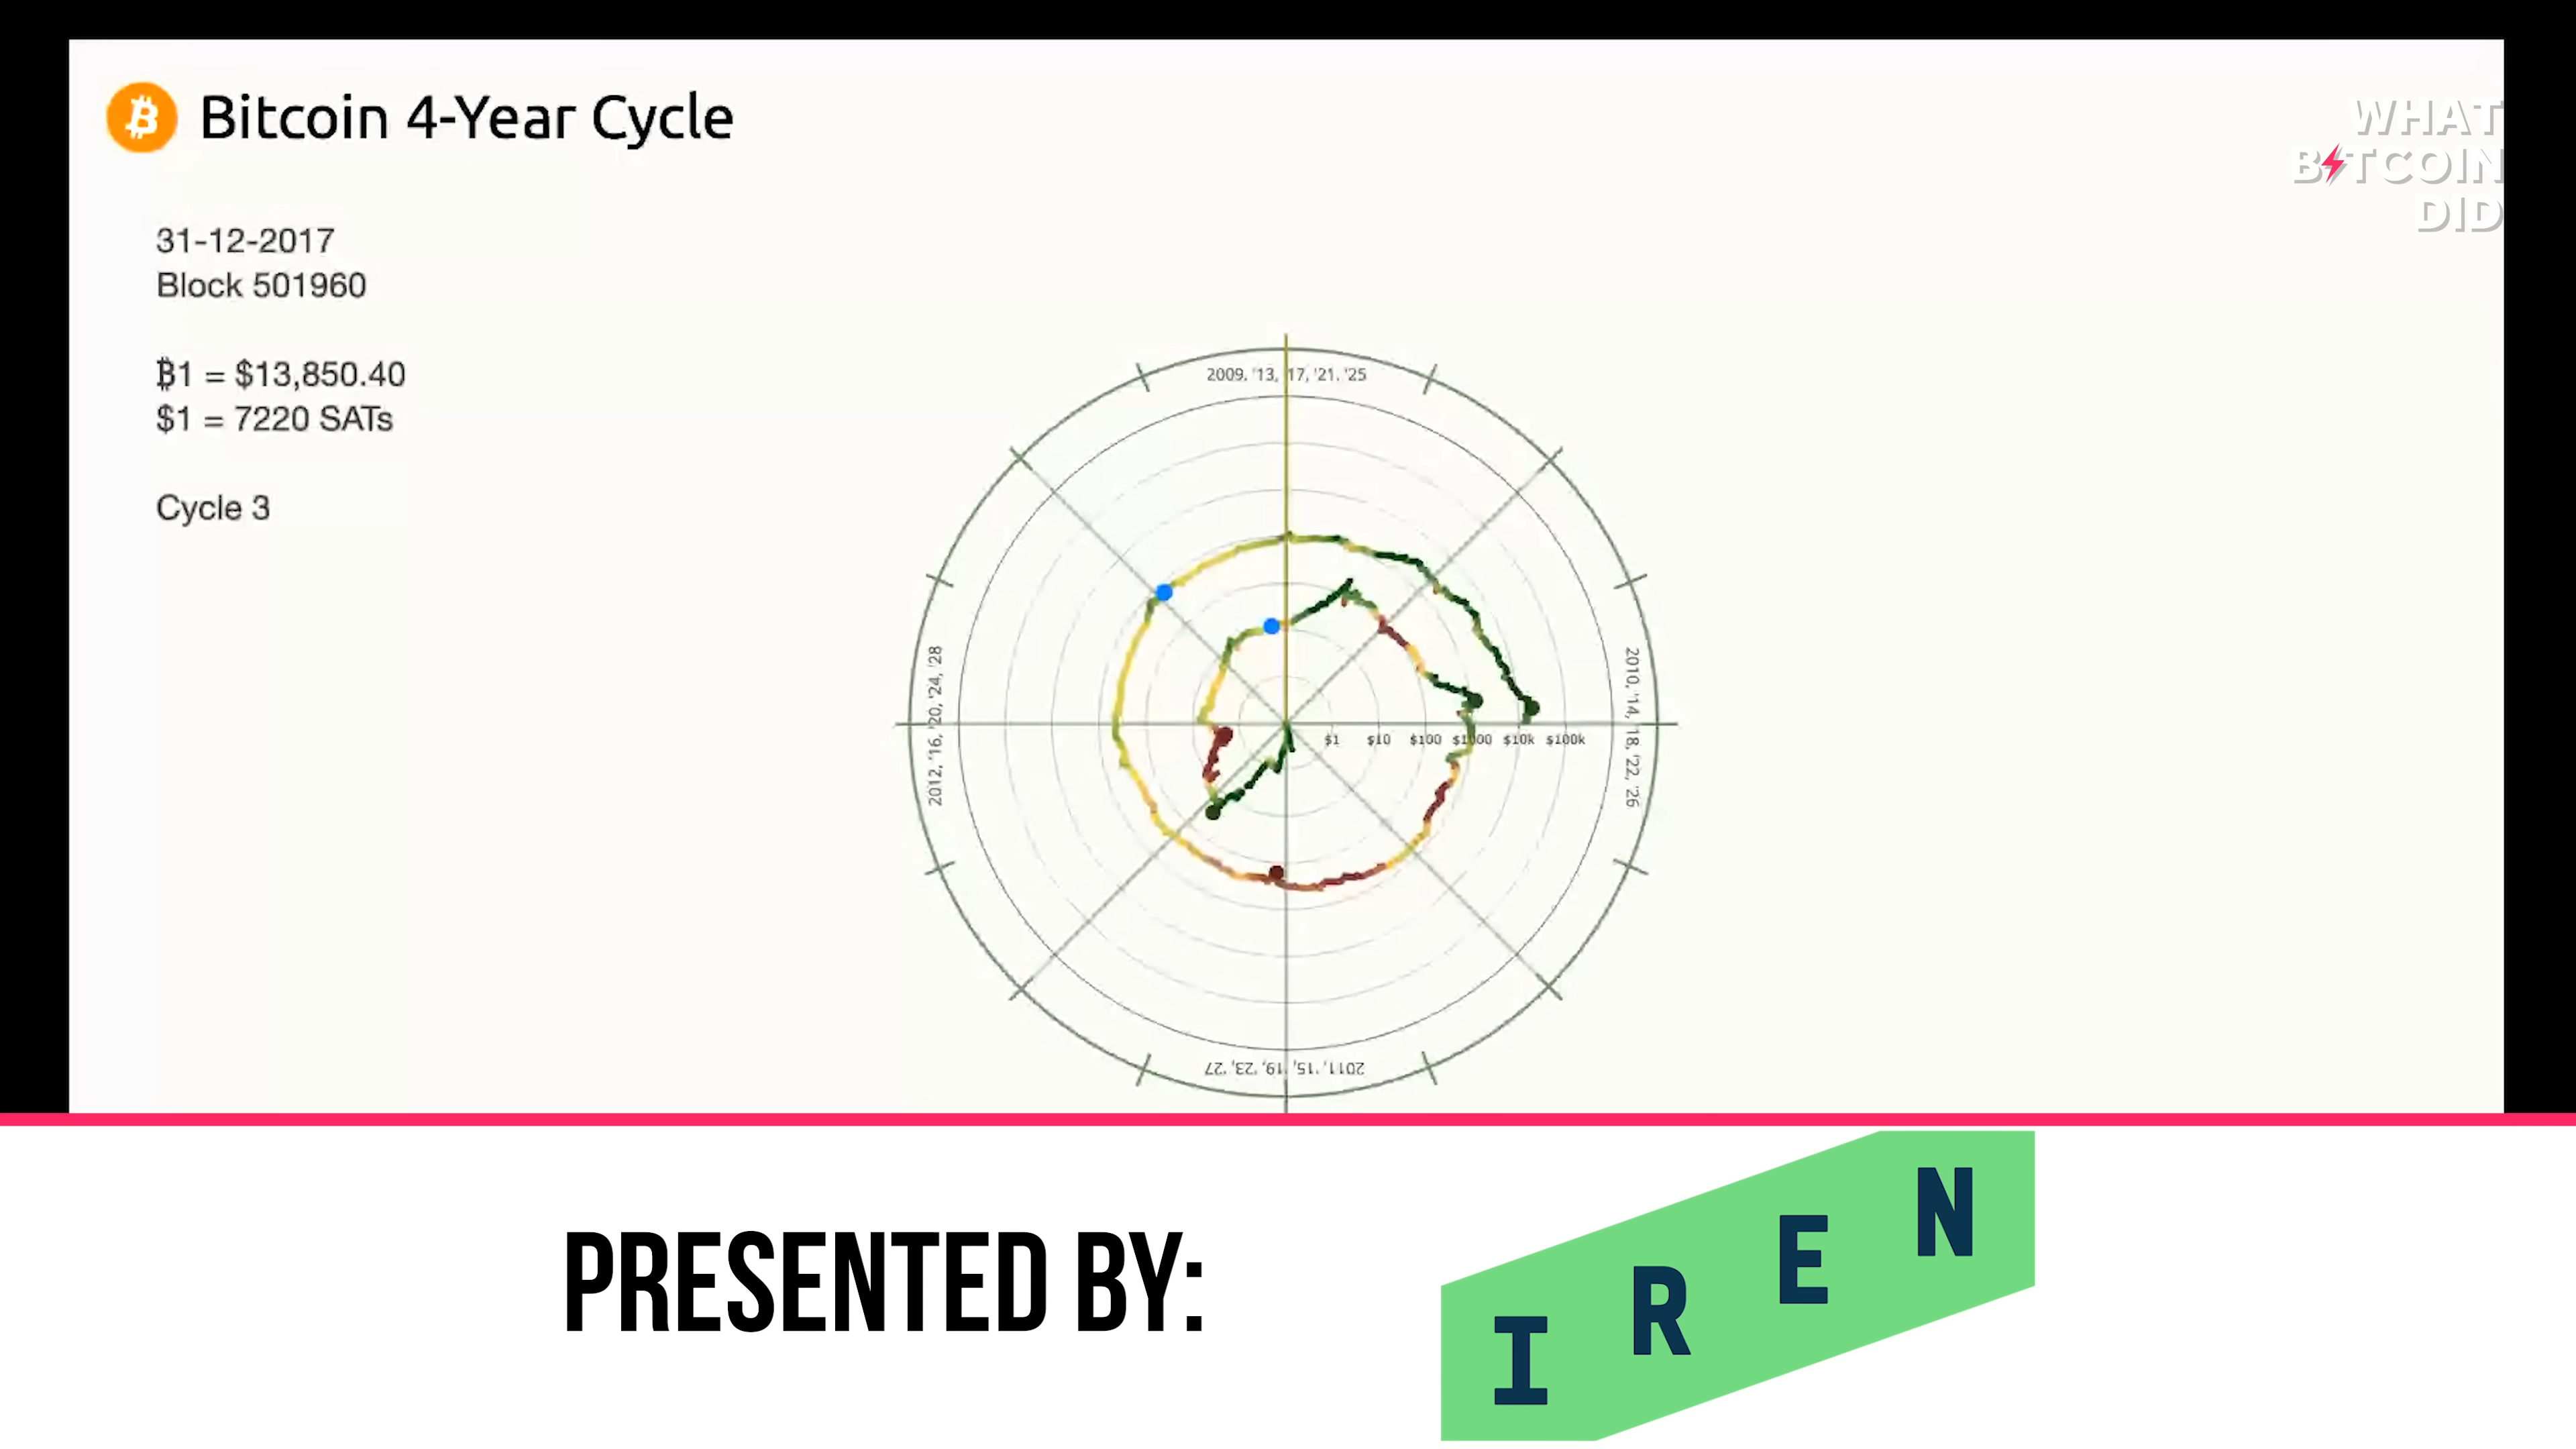 Bitcoin 4-Year Cycle
WHAT
BITCOIN
DID
31-12-2017
Block 501960
₿1 = $13,850.40
$1 = 7220 SATs
Cycle 3
2009, '13, '17, '21, '25
2010, '14, '18, '22, '26
2012, '16, '20, '24, '28
$1 $10 $100 $1000 $10k $100k
2011, '15, '19, '23, '27
PRESENTED BY:
IREN